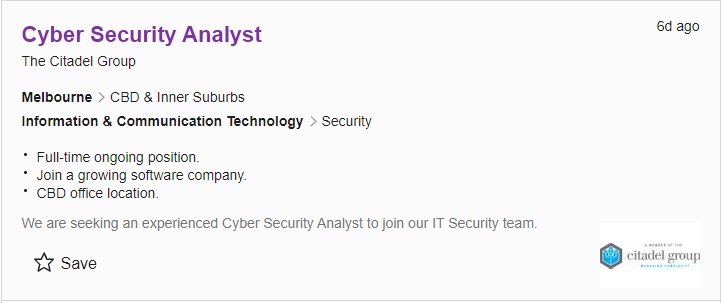 Cyber Security Analyst
6d ago
The Citadel Group
Melbourne > CBD & Inner Suburbs
Information & Communication Technology > Security
• Full-time ongoing position.
• Join a growing software company.
• CBD office location.
We are seeking an experienced Cyber Security Analyst to join our IT Security team.
Save
A MEMBER OF THE
citadel group
MANAGING COMPLEXITY